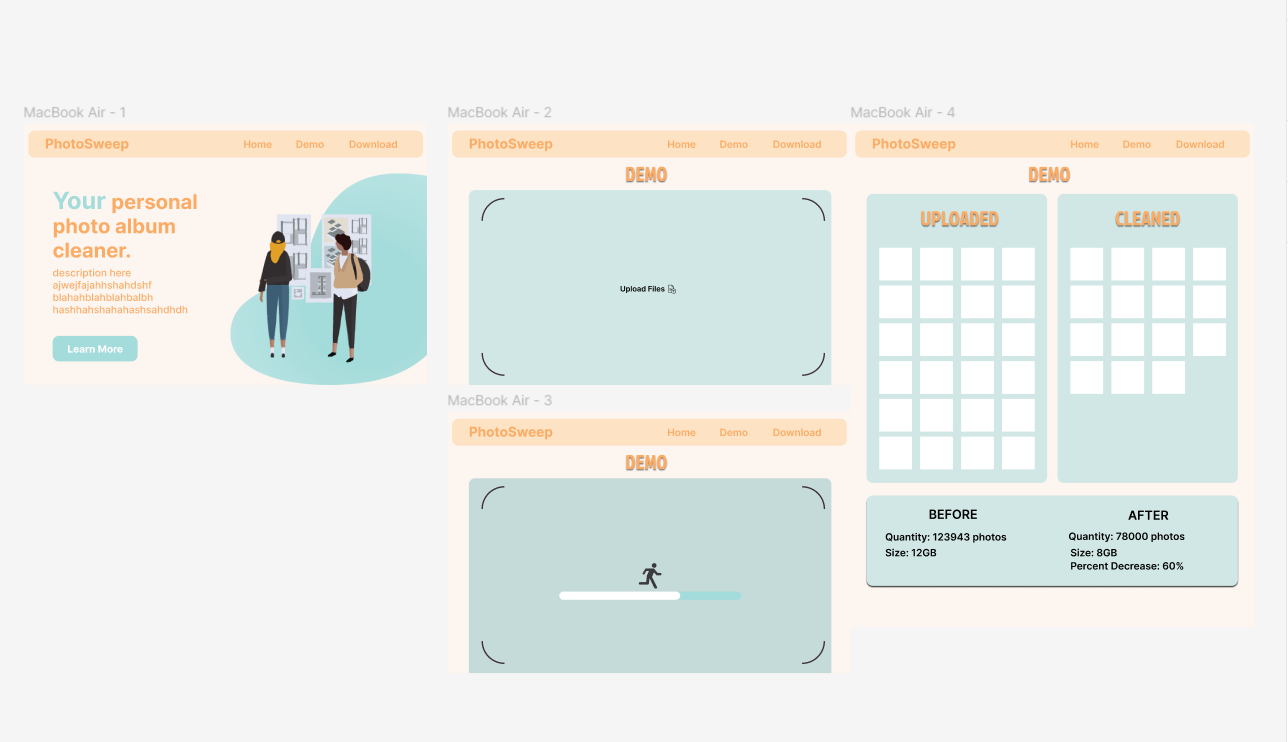 MacBook Air - 1
PhotoSweep Home Demo Download
Your personal
photo album
cleaner.
description here
ajwejfajahhshahdshf
blahahblahblahbalbh
hashhahshahahashsahdhdh
Learn More
MacBook Air - 2
PhotoSweep Home Demo Download
DEMO
Upload Files
MacBook Air - 3
PhotoSweep Home Demo Download
DEMO
MacBook Air - 4
PhotoSweep Home Demo Download
DEMO
UPLOADED
CLEANED
BEFORE
Quantity: 123943 photos
Size: 12GB
AFTER
Quantity: 78000 photos
Size: 8GB
Percent Decrease: 60%